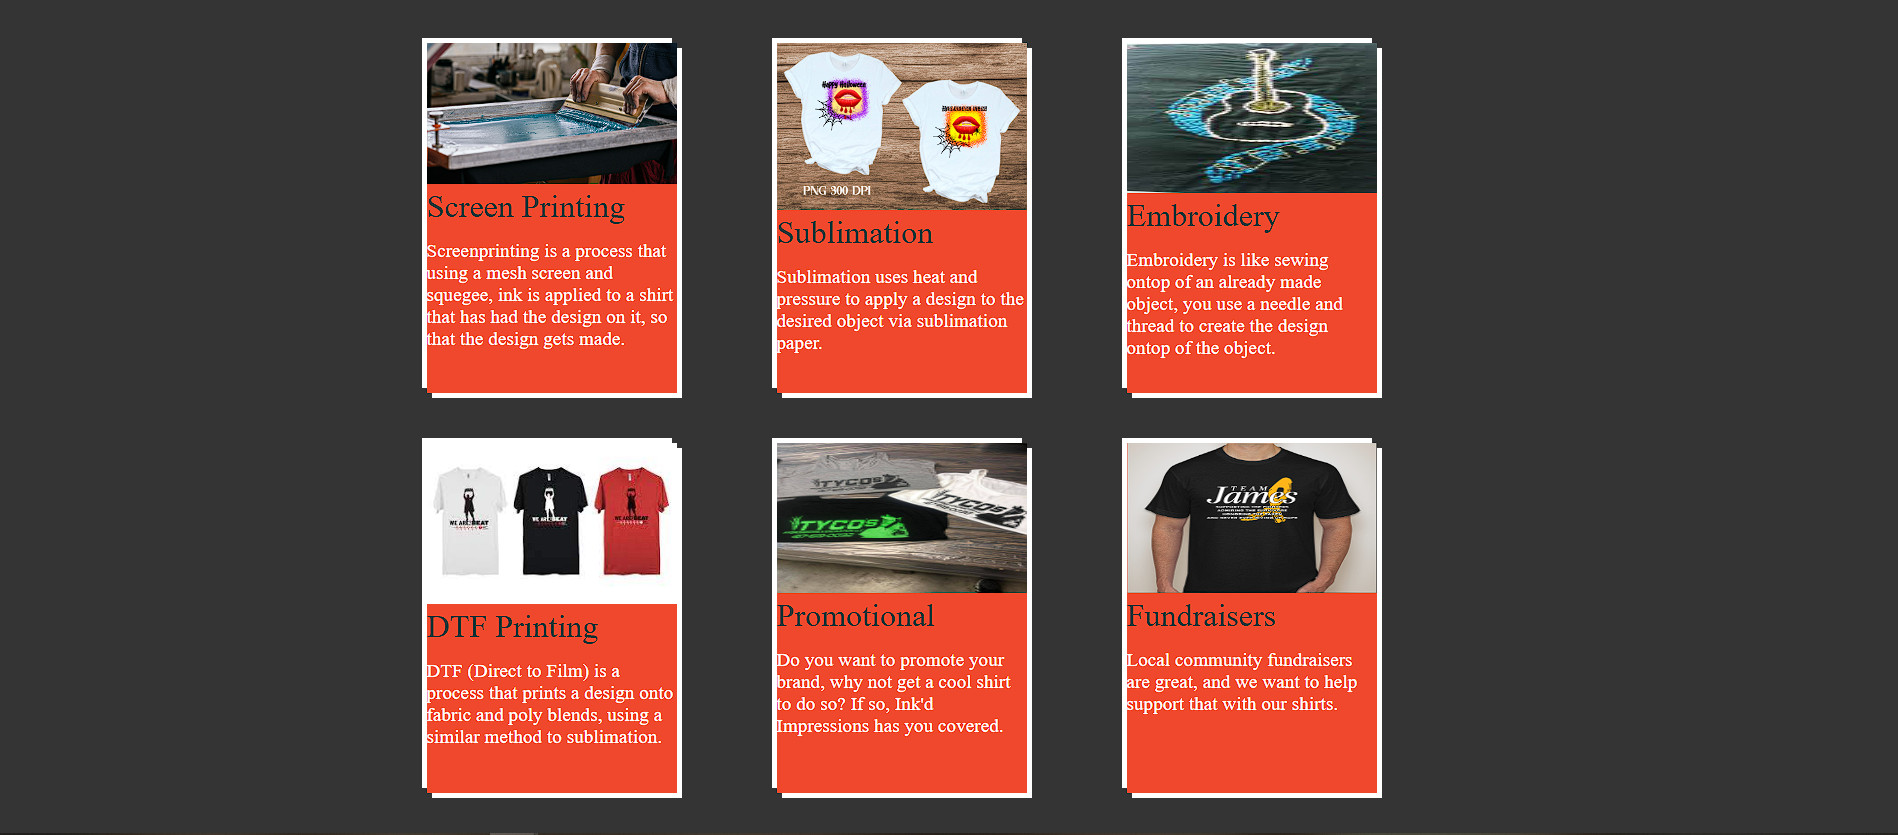 Happy Halloween
PNG 300 DPI
Screen Printing
Screenprinting is a process that
using a mesh screen and
squegee, ink is applied to a shirt
that has had the design on it, so
that the design gets made.
Sublimation
Sublimation uses heat and
pressure to apply a design to the
desired object via sublimation
paper.
Embroidery
Embroidery is like sewing
ontop of an already made
object, you use a needle and
thread to create the design
ontop of the object.
WE ARE BEAT
WE ARE BEAT
WE ARE BEAT
DTF Printing
DTF (Direct to Film) is a
process that prints a design onto
fabric and poly blends, using a
similar method to sublimation.
TYCOS
TYCOS
TYCOS
Promotional
Do you want to promote your
brand, why not get a cool shirt
to do so? If so, Ink'd
Impressions has you covered.
TEAM
James
Fundraisers
Local community fundraisers
are great, and we want to help
support that with our shirts.